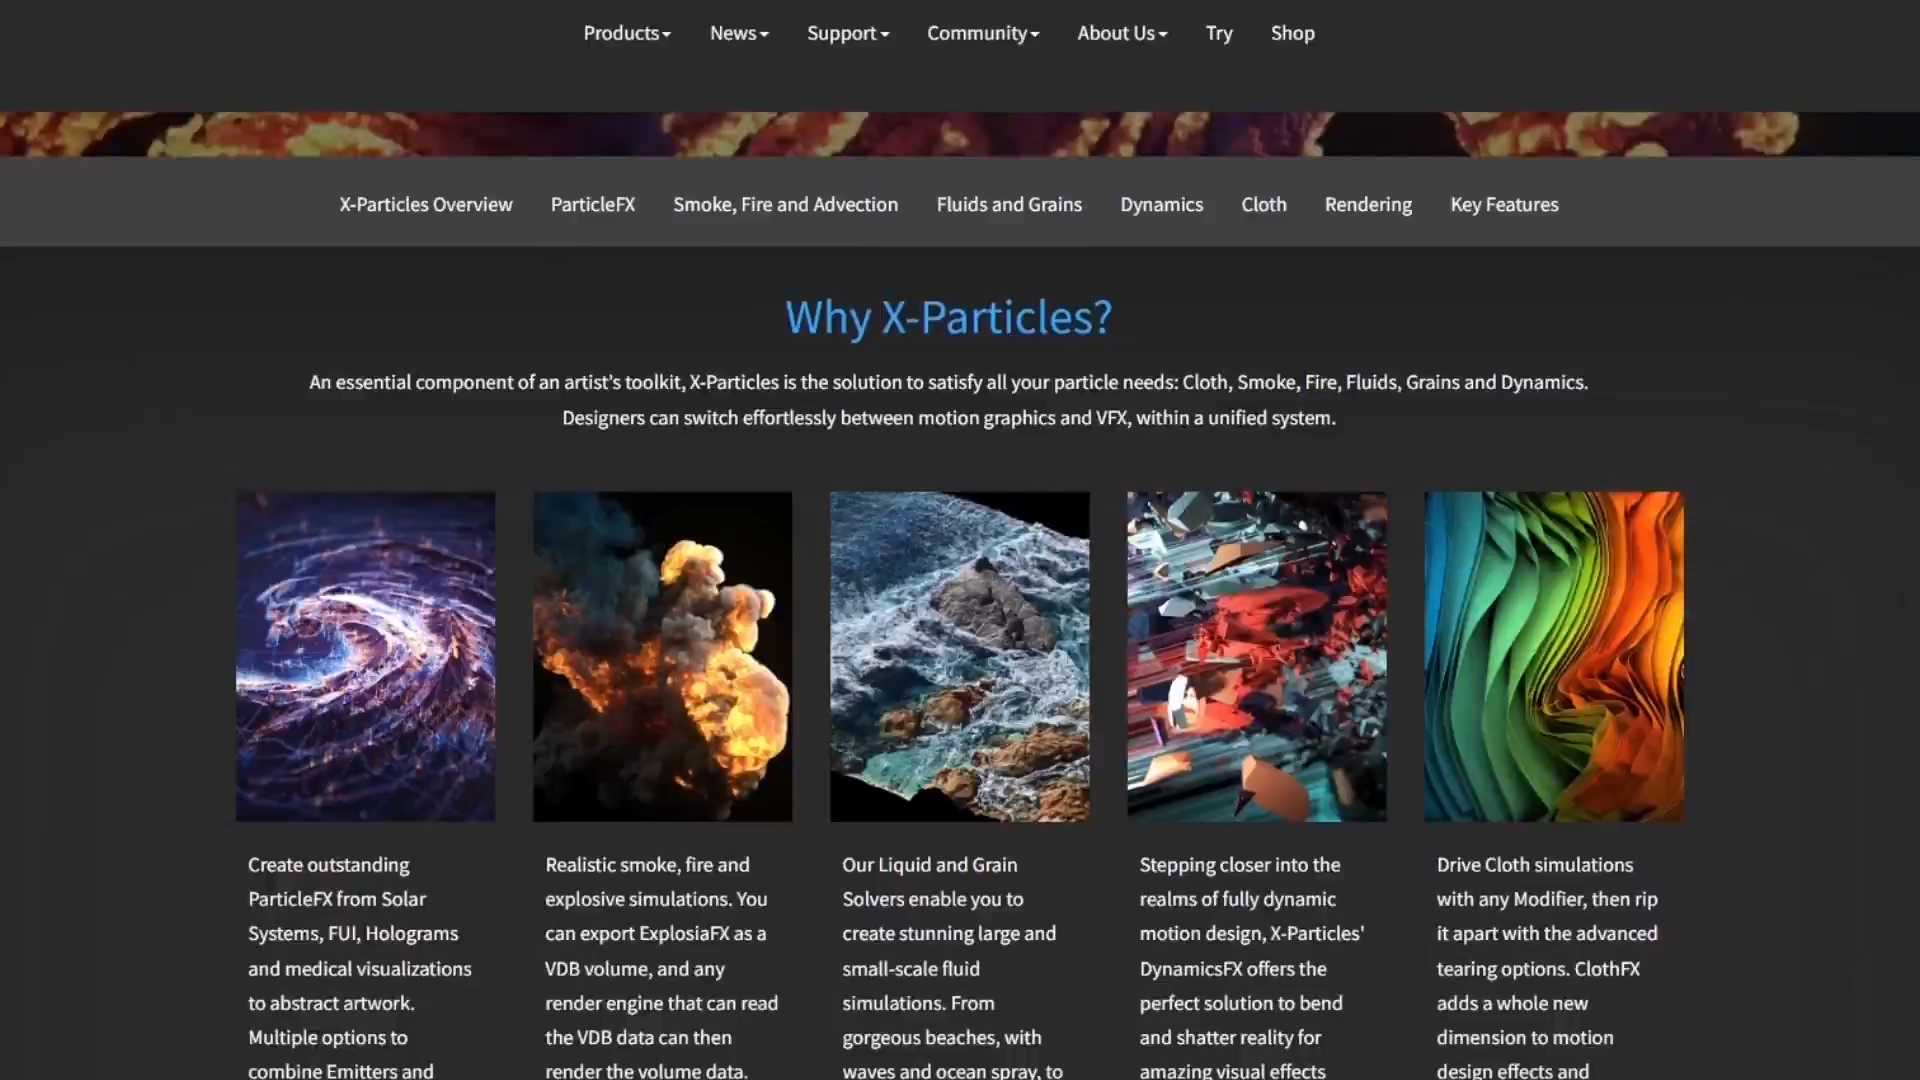 Products News Support Community About Us Try Shop
X-Particles Overview ParticleFX Smoke, Fire and Advection Fluids and Grains Dynamics Cloth Rendering Key Features
Why X-Particles?
An essential component of an artist's toolkit, X-Particles is the solution to satisfy all your particle needs: Cloth, Smoke, Fire, Fluids, Grains and Dynamics.
Designers can switch effortlessly between motion graphics and VFX, within a unified system.
Create outstanding
ParticleFX from Solar
Systems, FUI, Holograms
and medical visualizations
to abstract artwork.
Multiple options to
combine Emitters and
Realistic smoke, fire and
explosive simulations. You
can export ExplosiaFX as a
VDB volume, and any
render engine that can read
the VDB data can then
render the volume data.
Our Liquid and Grain
Solvers enable you to
create stunning large and
small-scale fluid
simulations. From
gorgeous beaches, with
waves and ocean spray, to
Stepping closer into the
realms of fully dynamic
motion design, X-Particles'
DynamicsFX offers the
perfect solution to bend
and shatter reality for
amazing visual effects
Drive Cloth simulations
with any Modifier, then rip
it apart with the advanced
tearing options. ClothFX
adds a whole new
dimension to motion
design effects and